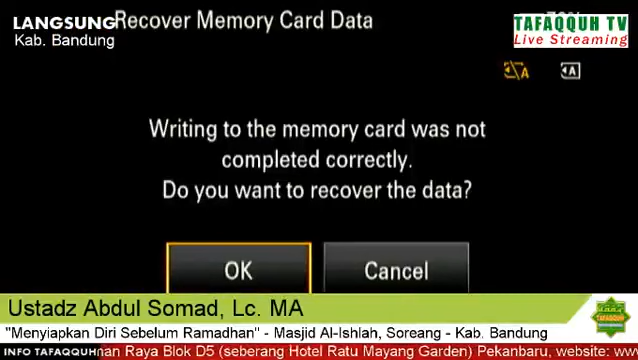 LANGSUNG
Kab. Bandung
Recover Memory Card Data
TAFAQQUH TV
Live Streaming
A
A
Writing to the memory card was not
completed correctly.
Do you want to recover the data?
OK
Cancel
Ustadz Abdul Somad, Lc. MA
"Menyiapkan Diri Sebelum Ramadhan" - Masjid Al-Ishlah, Soreang - Kab. Bandung
TAFAQQUH
INFO TAFAQQUH
man Raya Blok D5 (seberang Hotel Ratu Mayang Garden) Pekanbaru, website: ww